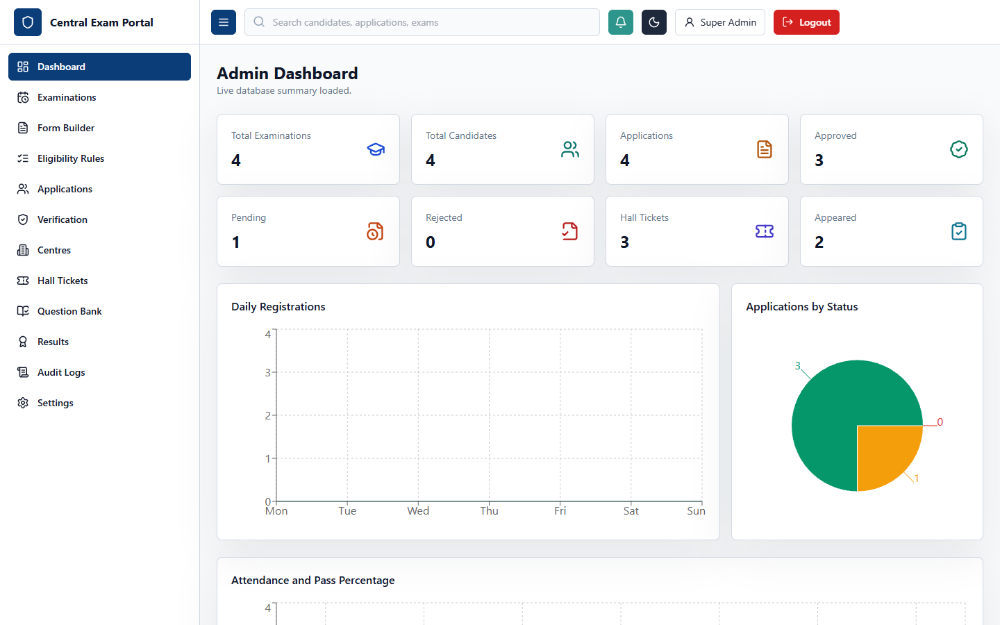 Central Exam Portal
Search candidates, applications, exams
Super Admin
Logout
Dashboard
Examinations
Form Builder
Eligibility Rules
Applications
Verification
Centres
Hall Tickets
Question Bank
Results
Audit Logs
Settings
Admin Dashboard
Live database summary loaded.
Total Examinations
4
Total Candidates
4
Applications
4
Approved
3
Pending
1
Rejected
0
Hall Tickets
3
Appeared
2
Daily Registrations
4
3
2
1
0
Mon Tue Wed Thu Fri Sat Sun
Applications by Status
3
0
1
Attendance and Pass Percentage
4